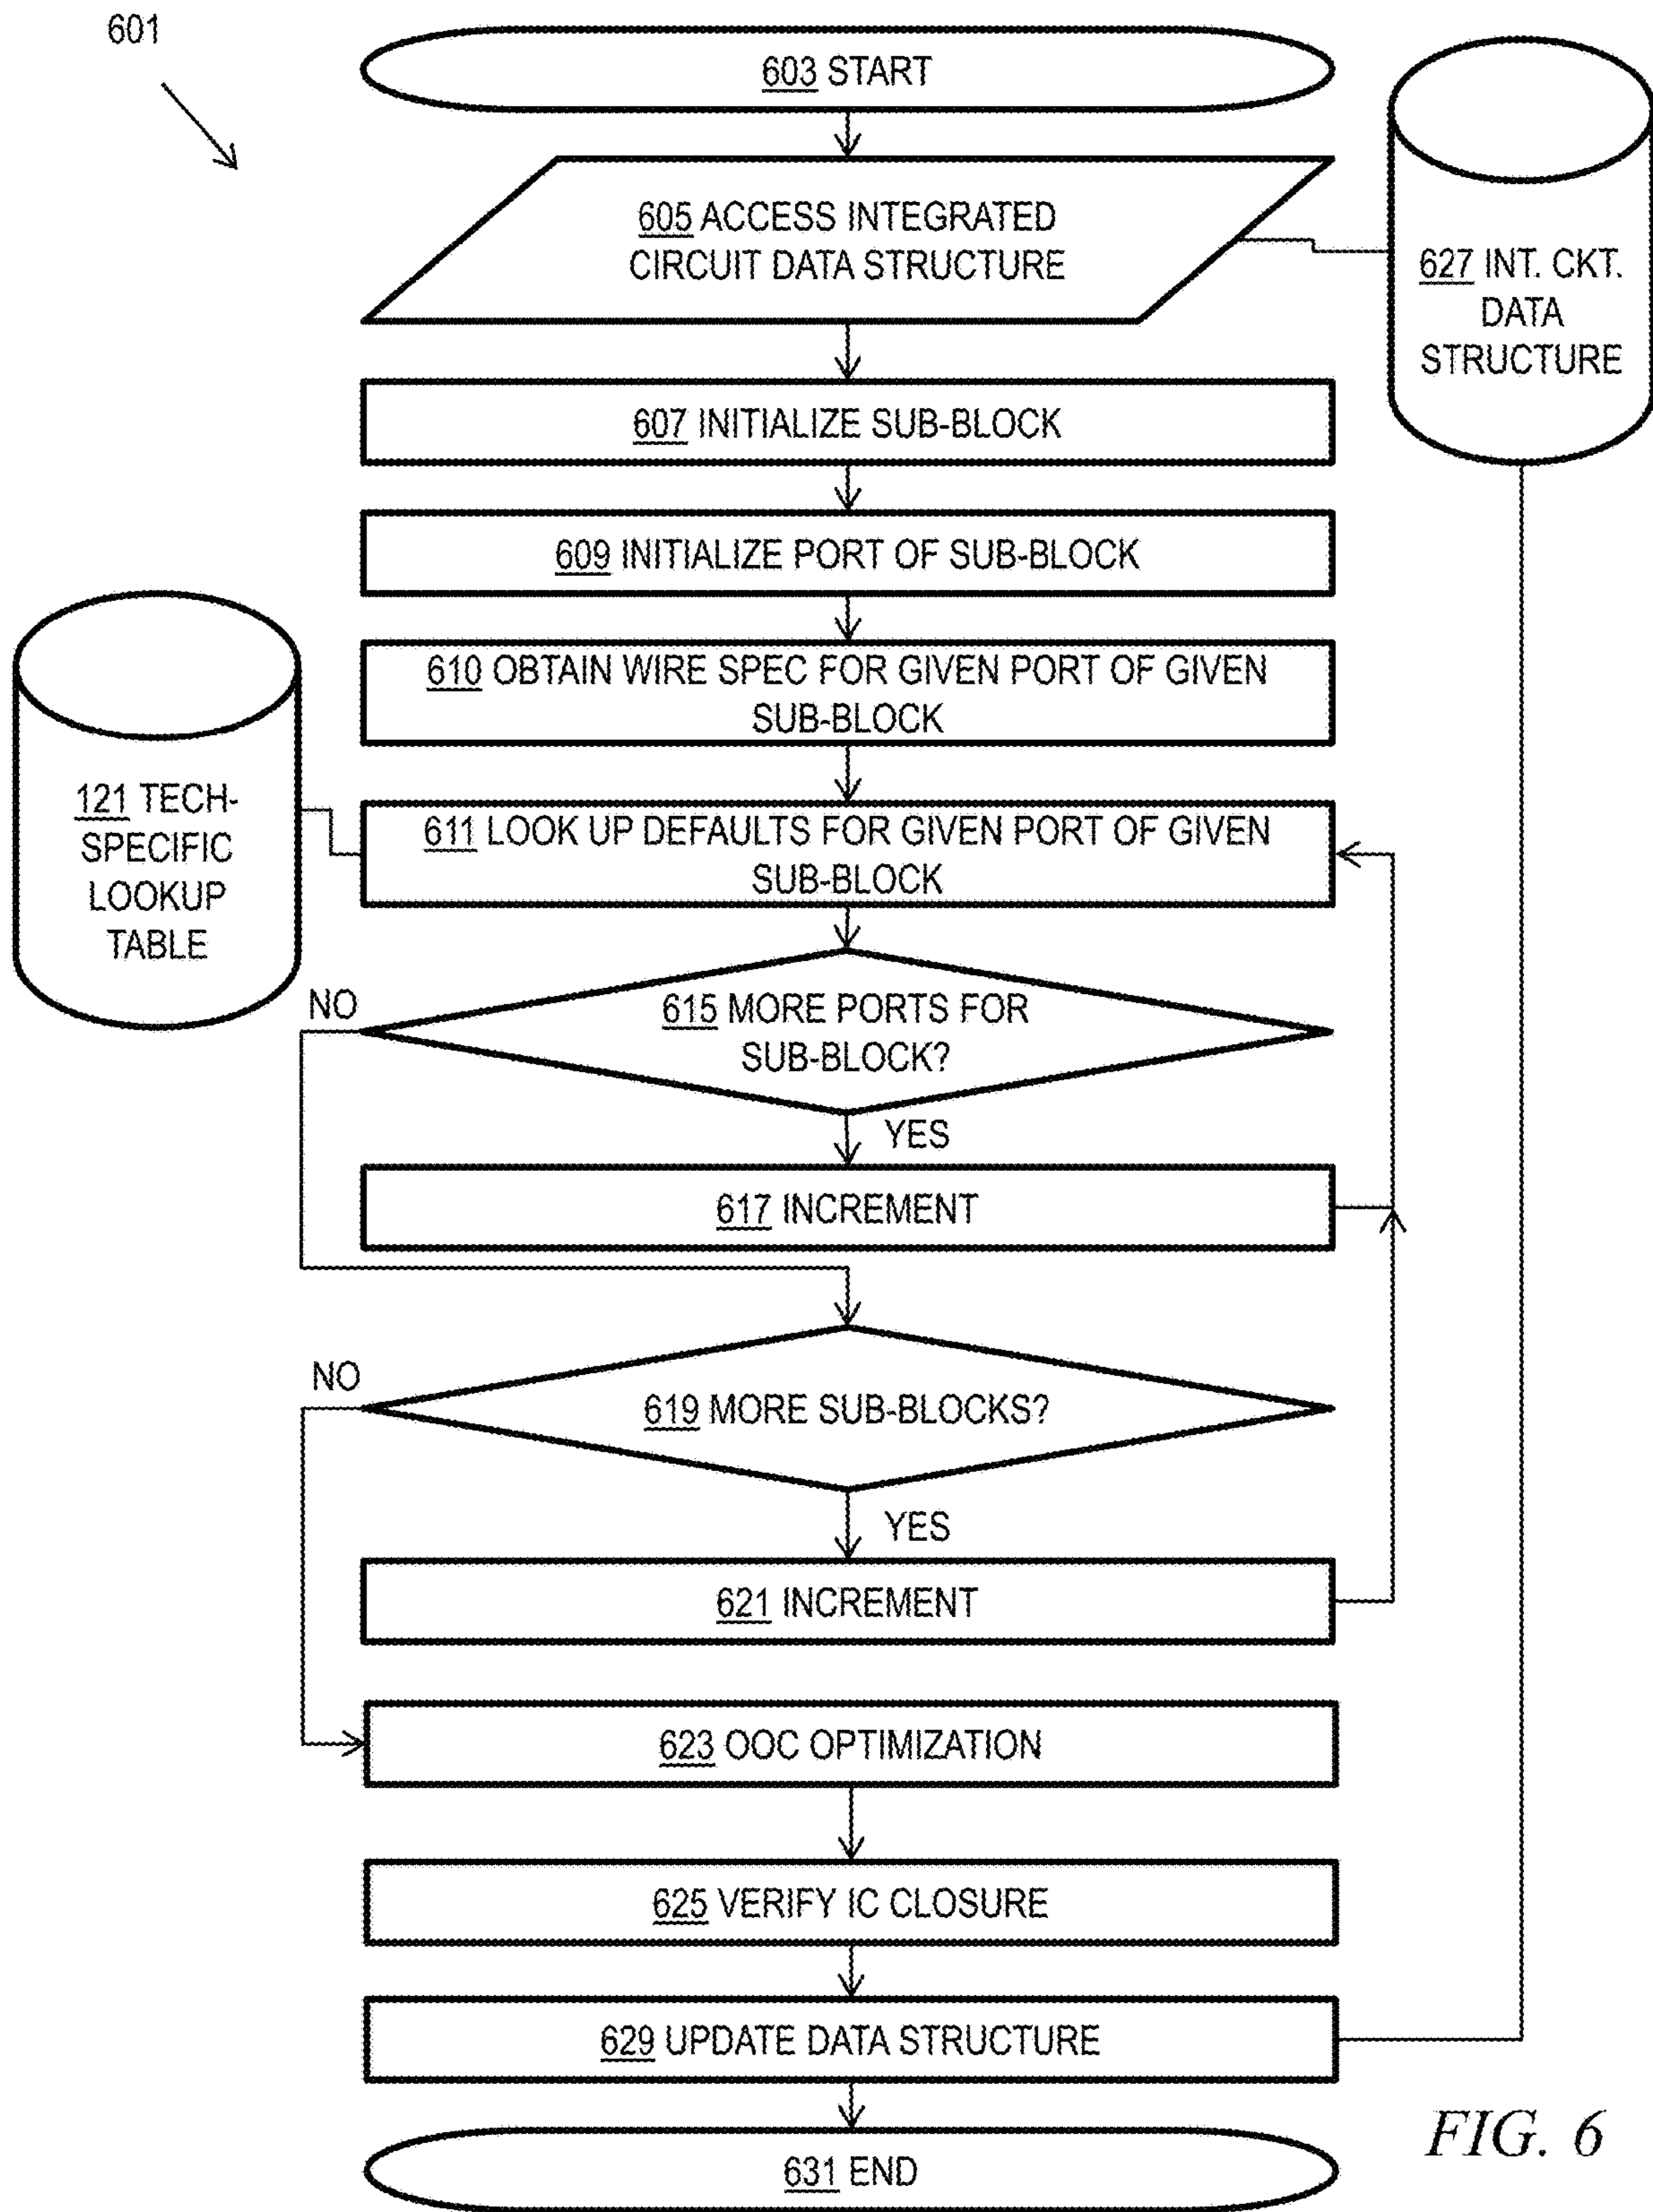 601
603 START
605 ACCESS INTEGRATED
CIRCUIT DATA STRUCTURE
627 INT. CKT.
DATA
STRUCTURE
607 INITIALIZE SUB-BLOCK
609 INITIALIZE PORT OF SUB-BLOCK
610 OBTAIN WIRE SPEC FOR GIVEN PORT OF GIVEN
SUB-BLOCK
121 TECH-
SPECIFIC
LOOKUP
TABLE
611 LOOK UP DEFAULTS FOR GIVEN PORT OF GIVEN
SUB-BLOCK
NO
615 MORE PORTS FOR
SUB-BLOCK?
YES
617 INCREMENT
NO
619 MORE SUB-BLOCKS?
YES
621 INCREMENT
623 OOC OPTIMIZATION
625 VERIFY IC CLOSURE
629 UPDATE DATA STRUCTURE
631 END
FIG. 6